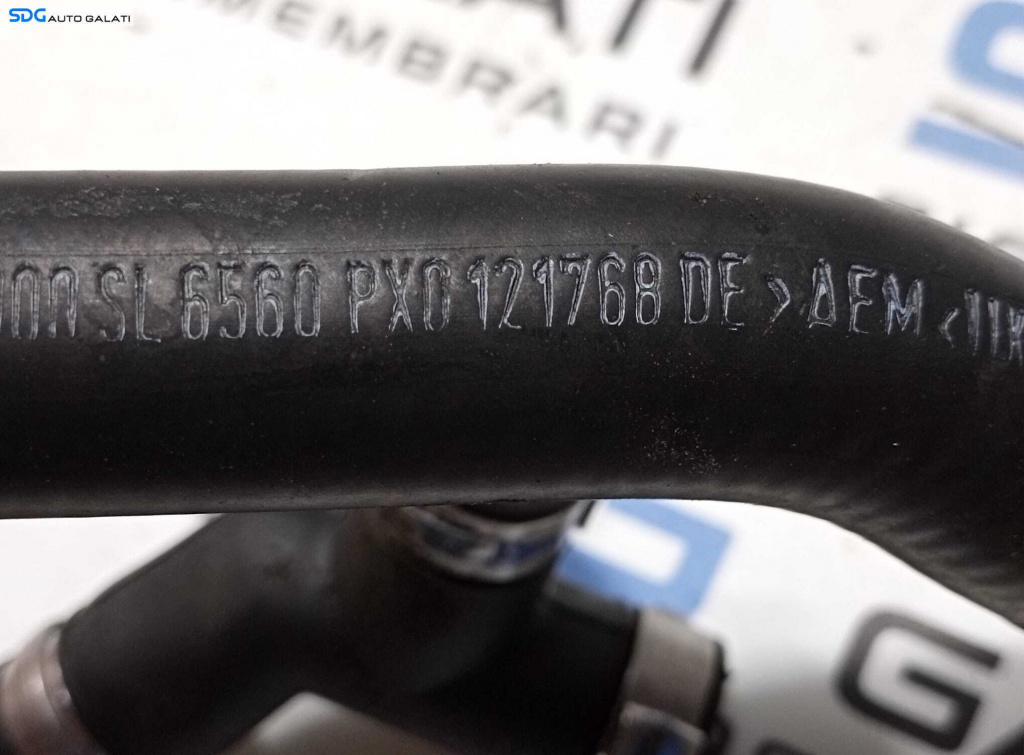 SDG AUTO GALATI
MEMBRARI
SL 6560 PX0 121768 DE >AEM<
G